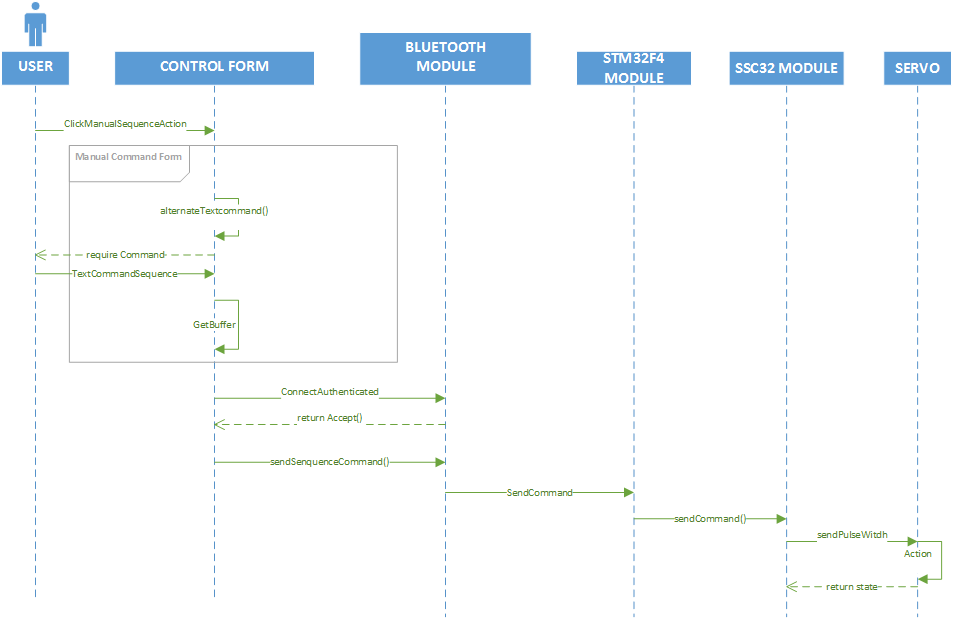 USER
CONTROL FORM
BLUETOOTH
MODULE
STM32F4
MODULE
SSC32 MODULE
SERVO
ClickManualSequenceAction
Manual Command Form
alternateTextcommand()
require Command
TextCommandSequence
GetBuffer
ConnectAuthenticated
return Accept()
sendSenquenceCommand()
SendCommand
sendCommand()
sendPulseWitdh
Action
return state